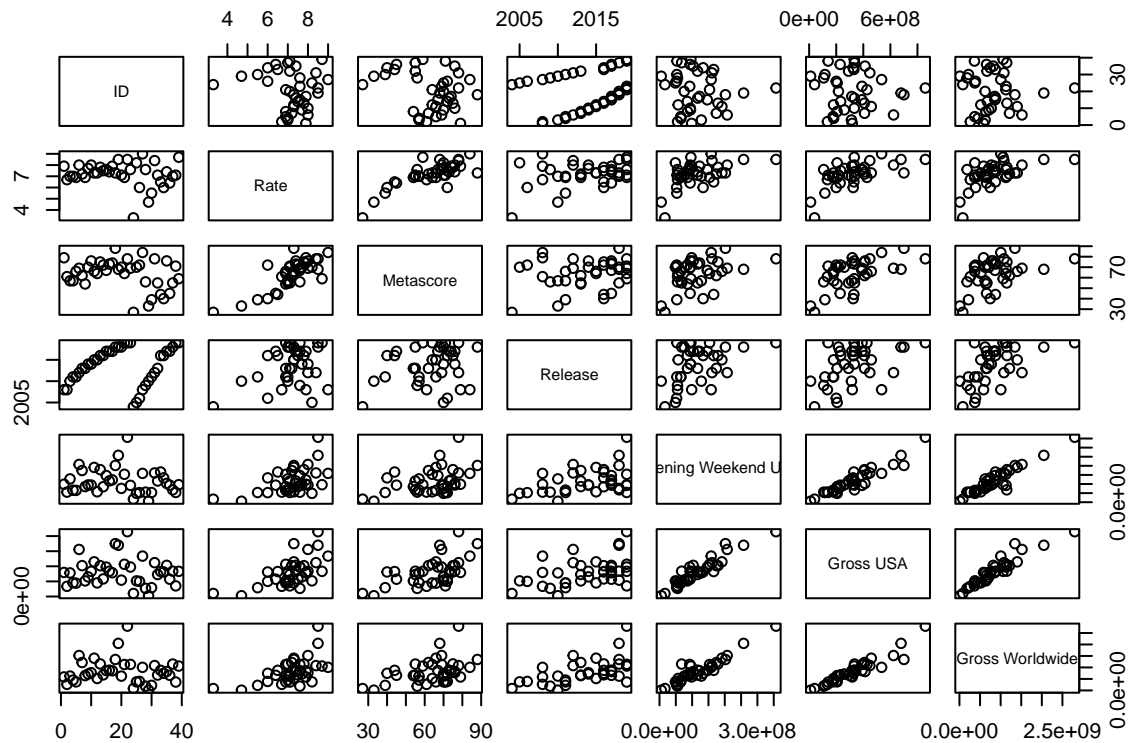 4 6 8 2005 2015 0e+00 6e+08
ID 0 30
4 7 Rate
Metascore 30 70
2005 Release
ening Weekend U 0.0e+00
0e+00 Gross USA
Gross Worldwide 0.0e+00
0 20 40 30 50 70 90 0.0e+00 3.0e+08 0.0e+00 2.5e+09